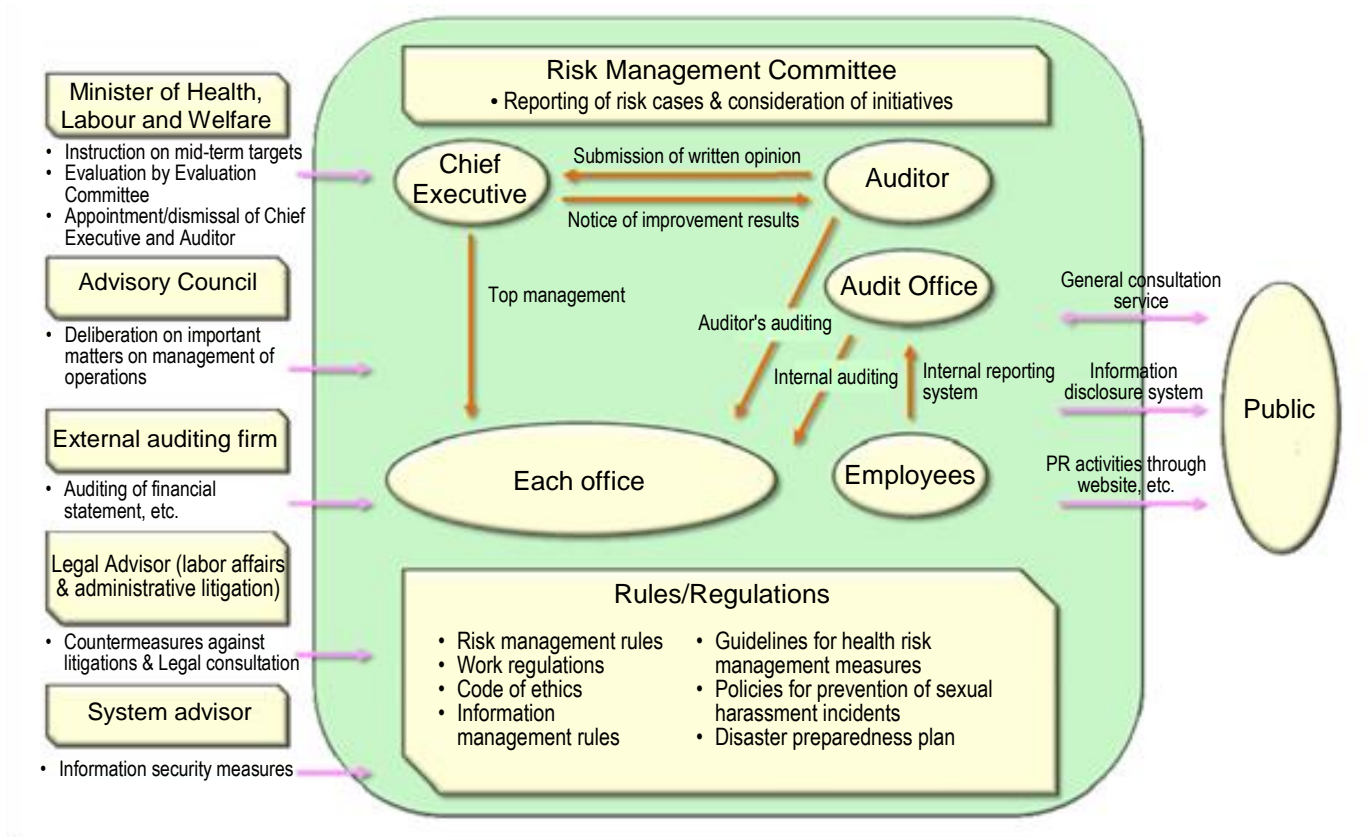 Risk Management Committee
• Reporting of risk cases & consideration of initiatives
Minister of Health,
Labour and Welfare
• Instruction on mid-term targets
• Evaluation by Evaluation
Committee
• Appointment/dismissal of Chief
Executive and Auditor
Advisory Council
• Deliberation on important
matters on management of
operations
External auditing firm
• Auditing of financial
statement, etc.
Legal Advisor (labor affairs
& administrative litigation)
• Countermeasures against
litigations & Legal consultation
System advisor
• Information security measures
Chief
Executive
Submission of written opinion
Notice of improvement results
Auditor
Top management
Audit Office
Auditor's auditing
Internal auditing
Internal reporting
system
Each office
Employees
General consultation
service
Information
disclosure system
PR activities through
website, etc.
Public
Rules/Regulations
• Risk management rules
• Work regulations
• Code of ethics
• Information
management rules
• Guidelines for health risk
management measures
• Policies for prevention of sexual
harassment incidents
• Disaster preparedness plan